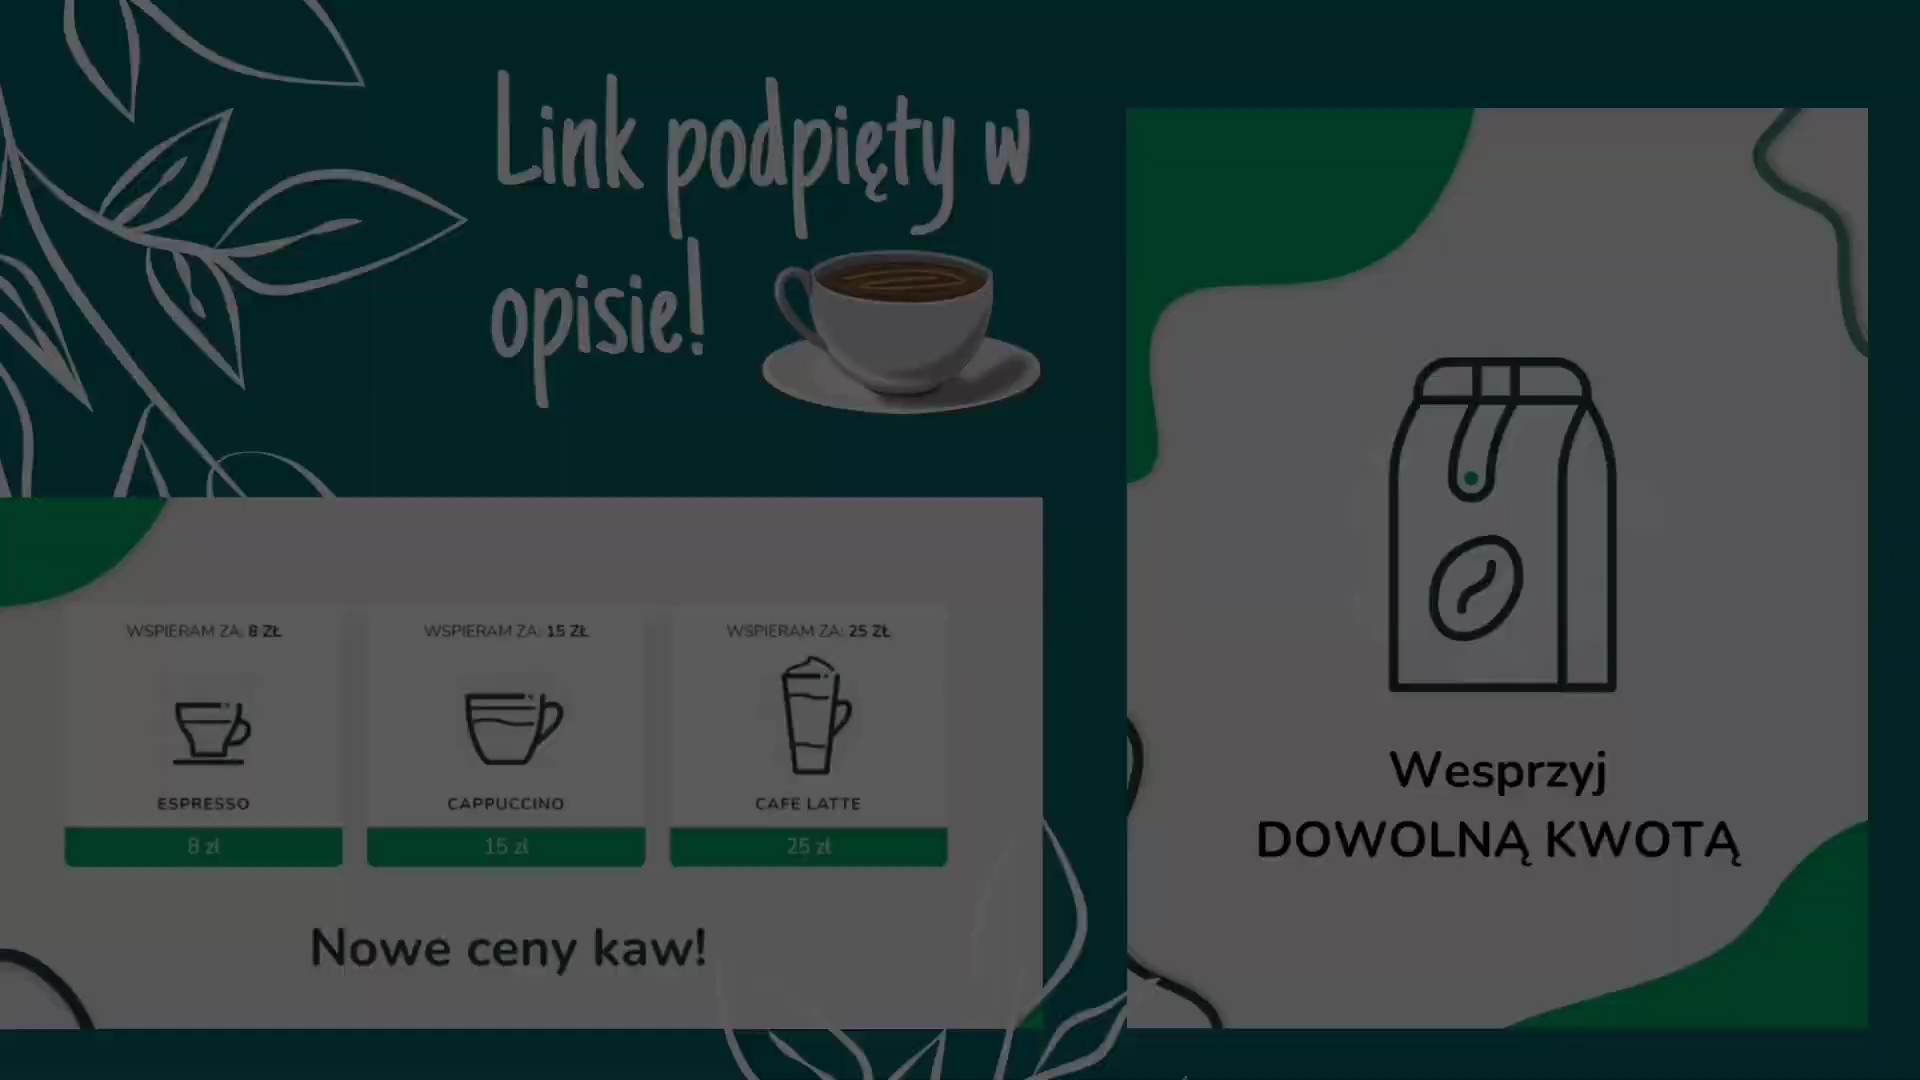 Link podpięty w
opisie!
WSPIERAM ZA: 8 ZŁ
ESPRESSO
8 zł
WSPIERAM ZA: 15 ZŁ
CAPPUCCINO
15 zł
WSPIERAM ZA: 25 ZŁ
CAFE LATTE
25 zł
Nowe ceny kaw!
Wesprzyj
DOWOLNĄ KWOTĄ